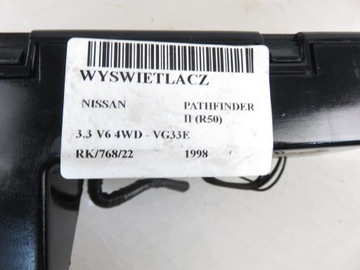 WYSWIETLACZ
NISSAN PATHFINDER
II (R50)
3.3 V6 4WD - VG33E
RK/768/22 1998